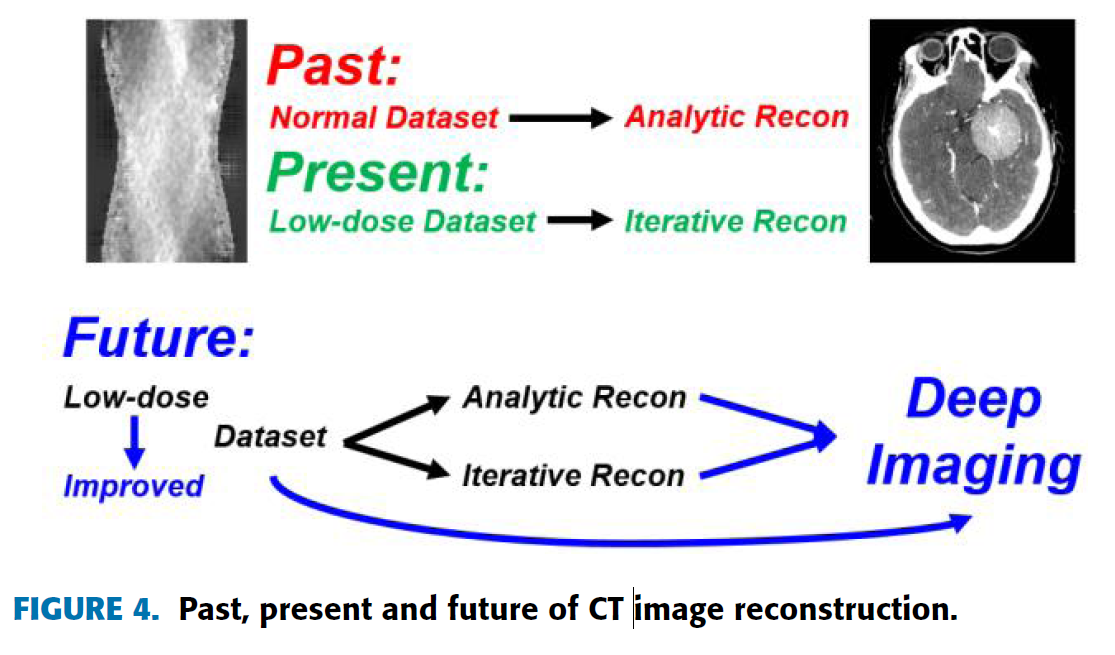 Past:
Normal Dataset Analytic Recon
Present:
Low-dose Dataset Iterative Recon
Future:
Low-dose
Dataset
Improved
Analytic Recon
Iterative Recon
Deep
Imaging
FIGURE 4. Past, present and future of CT image reconstruction.